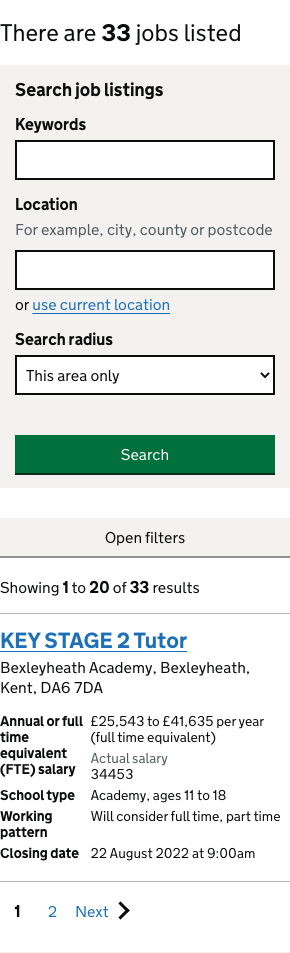 There are 33 jobs listed
Search job listings
Keywords
Location
For example, city, county or postcode
or use current location
Search radius
This area only
Search
Open filters
Showing 1 to 20 of 33 results
KEY STAGE 2 Tutor
Bexleyheath Academy, Bexleyheath,
Kent, DA6 7DA
Annual or full time equivalent (FTE) salary
£25,543 to £41,635 per year
(full time equivalent)
Actual salary
34453
School type Academy, ages 11 to 18
Working pattern Will consider full time, part time
Closing date 22 August 2022 at 9:00am
1 2 Next